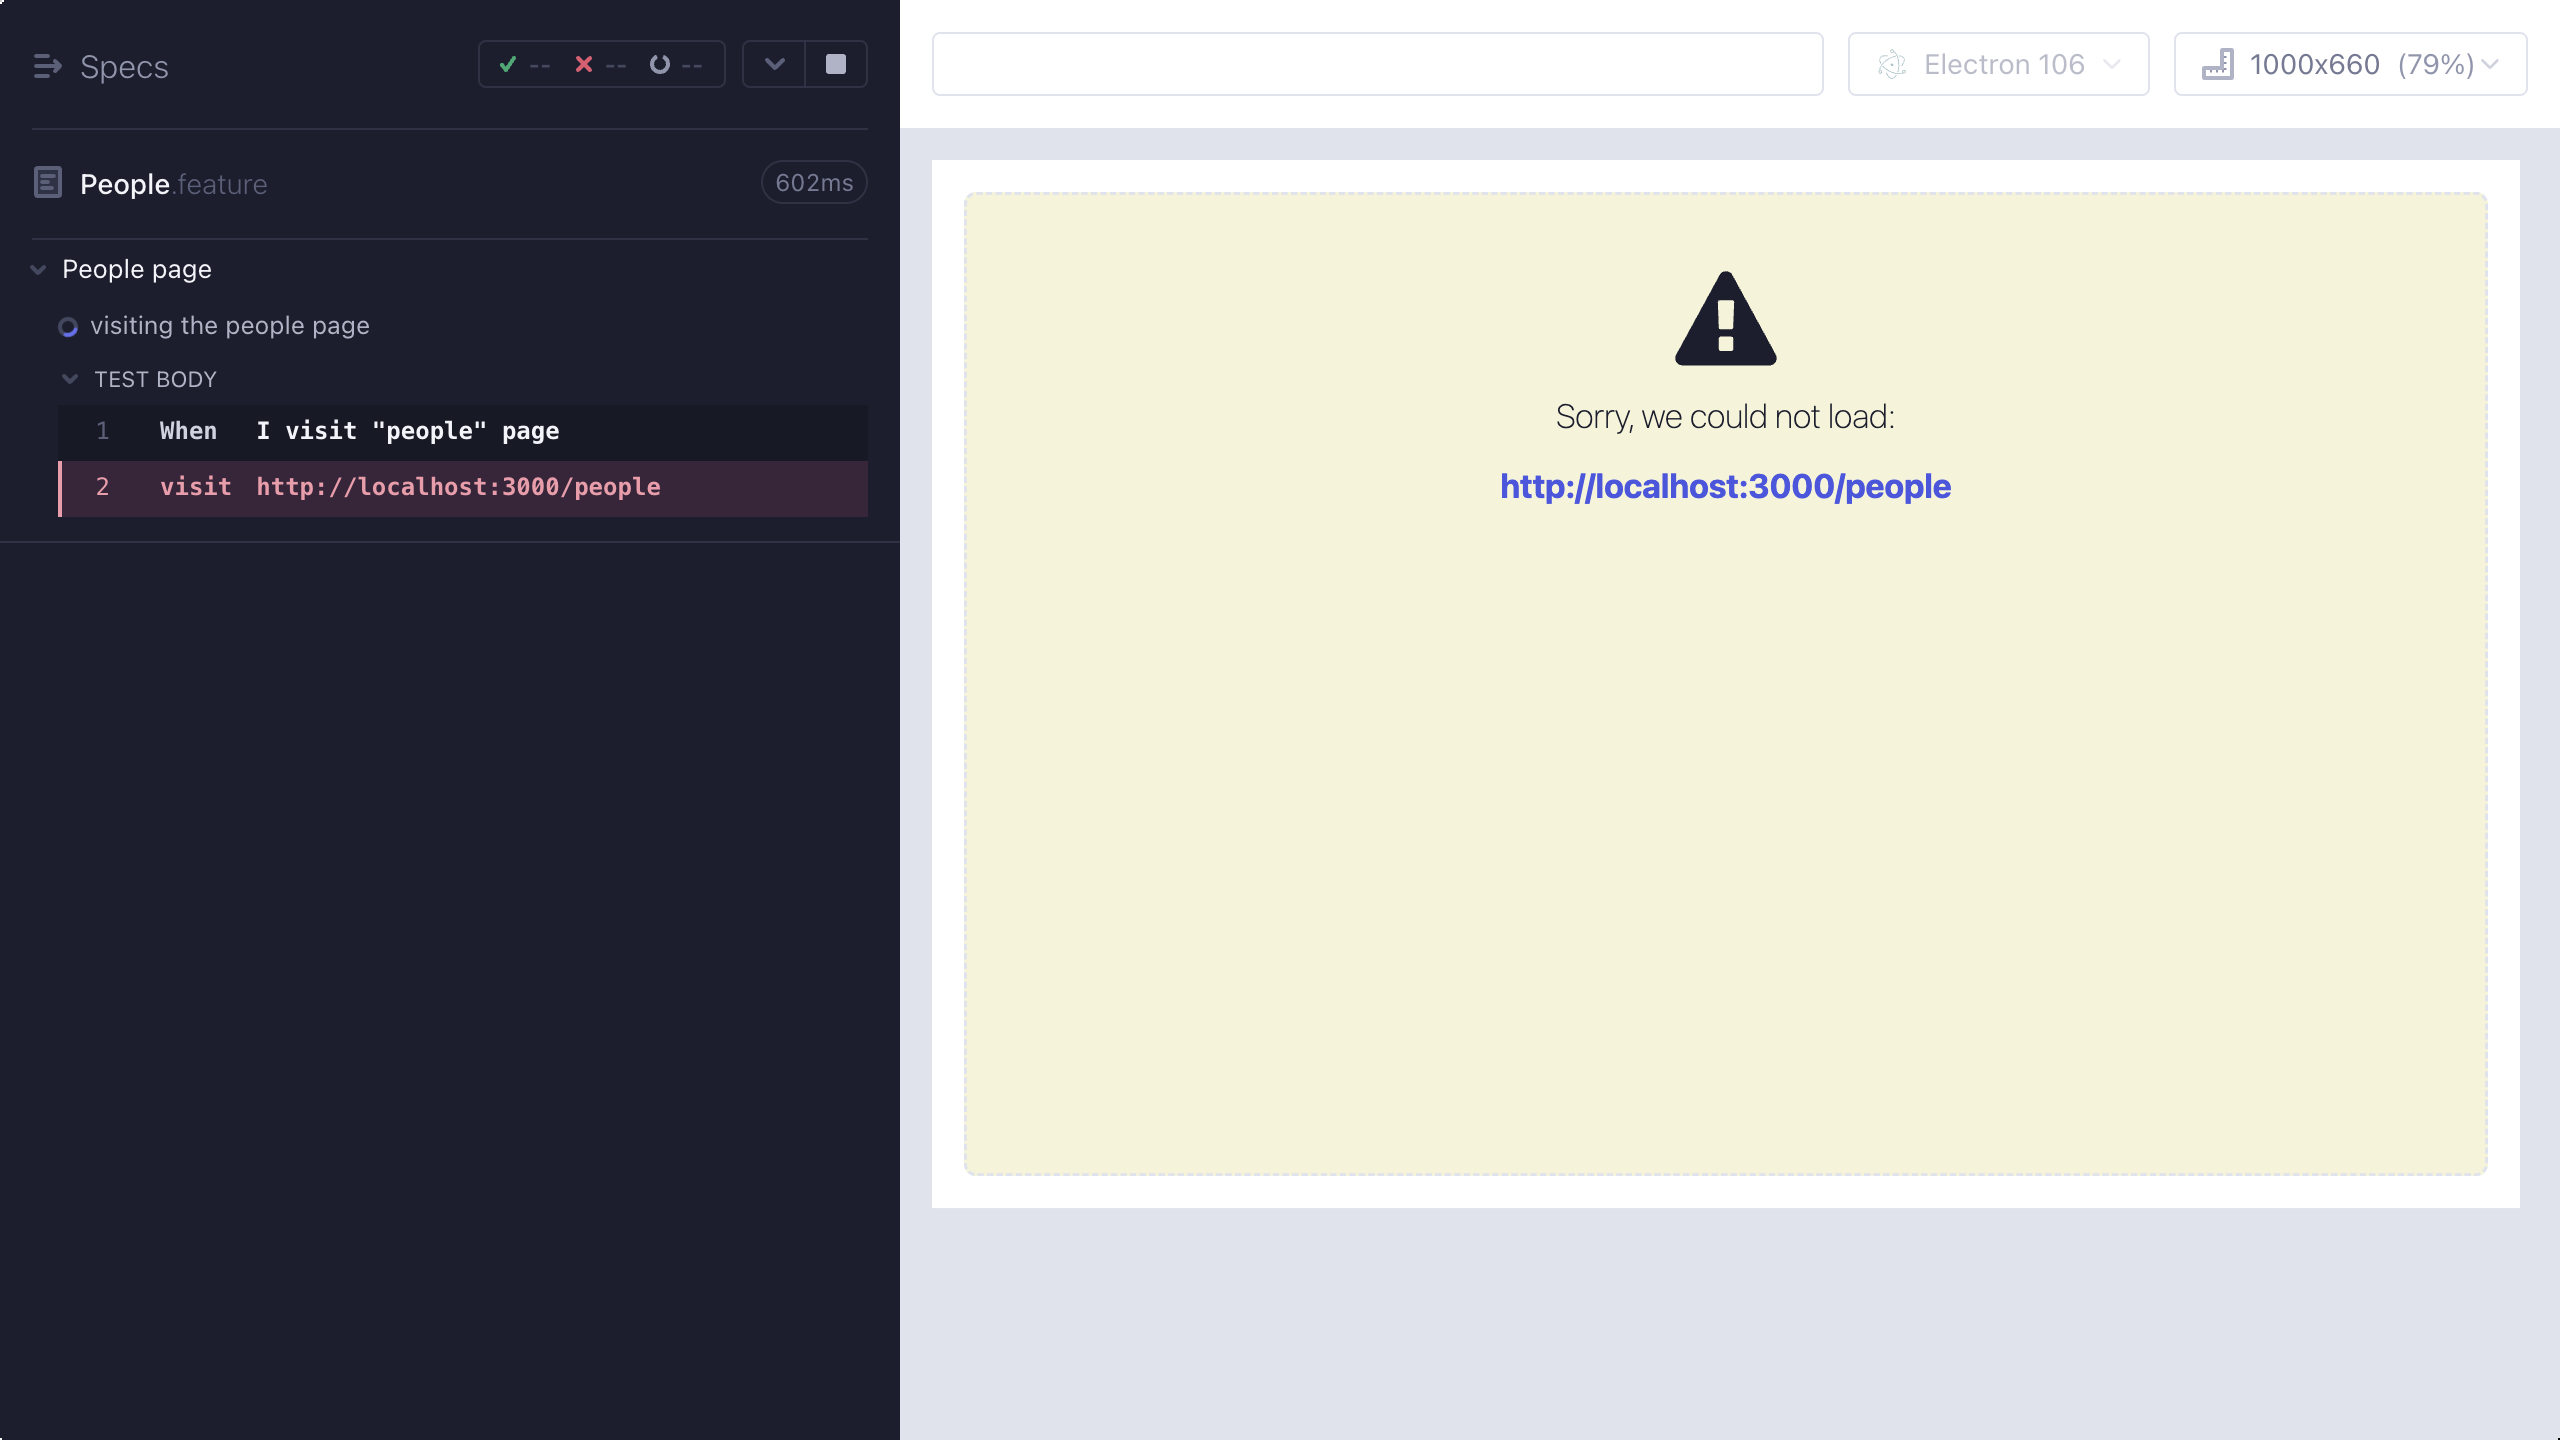 Specs
-- -- --
People.feature
602ms
People page
visiting the people page
TEST BODY
1 When I visit "people" page
2 visit http://localhost:3000/people
Electron 106
1000x660 (79%)
Sorry, we could not load:
http://localhost:3000/people